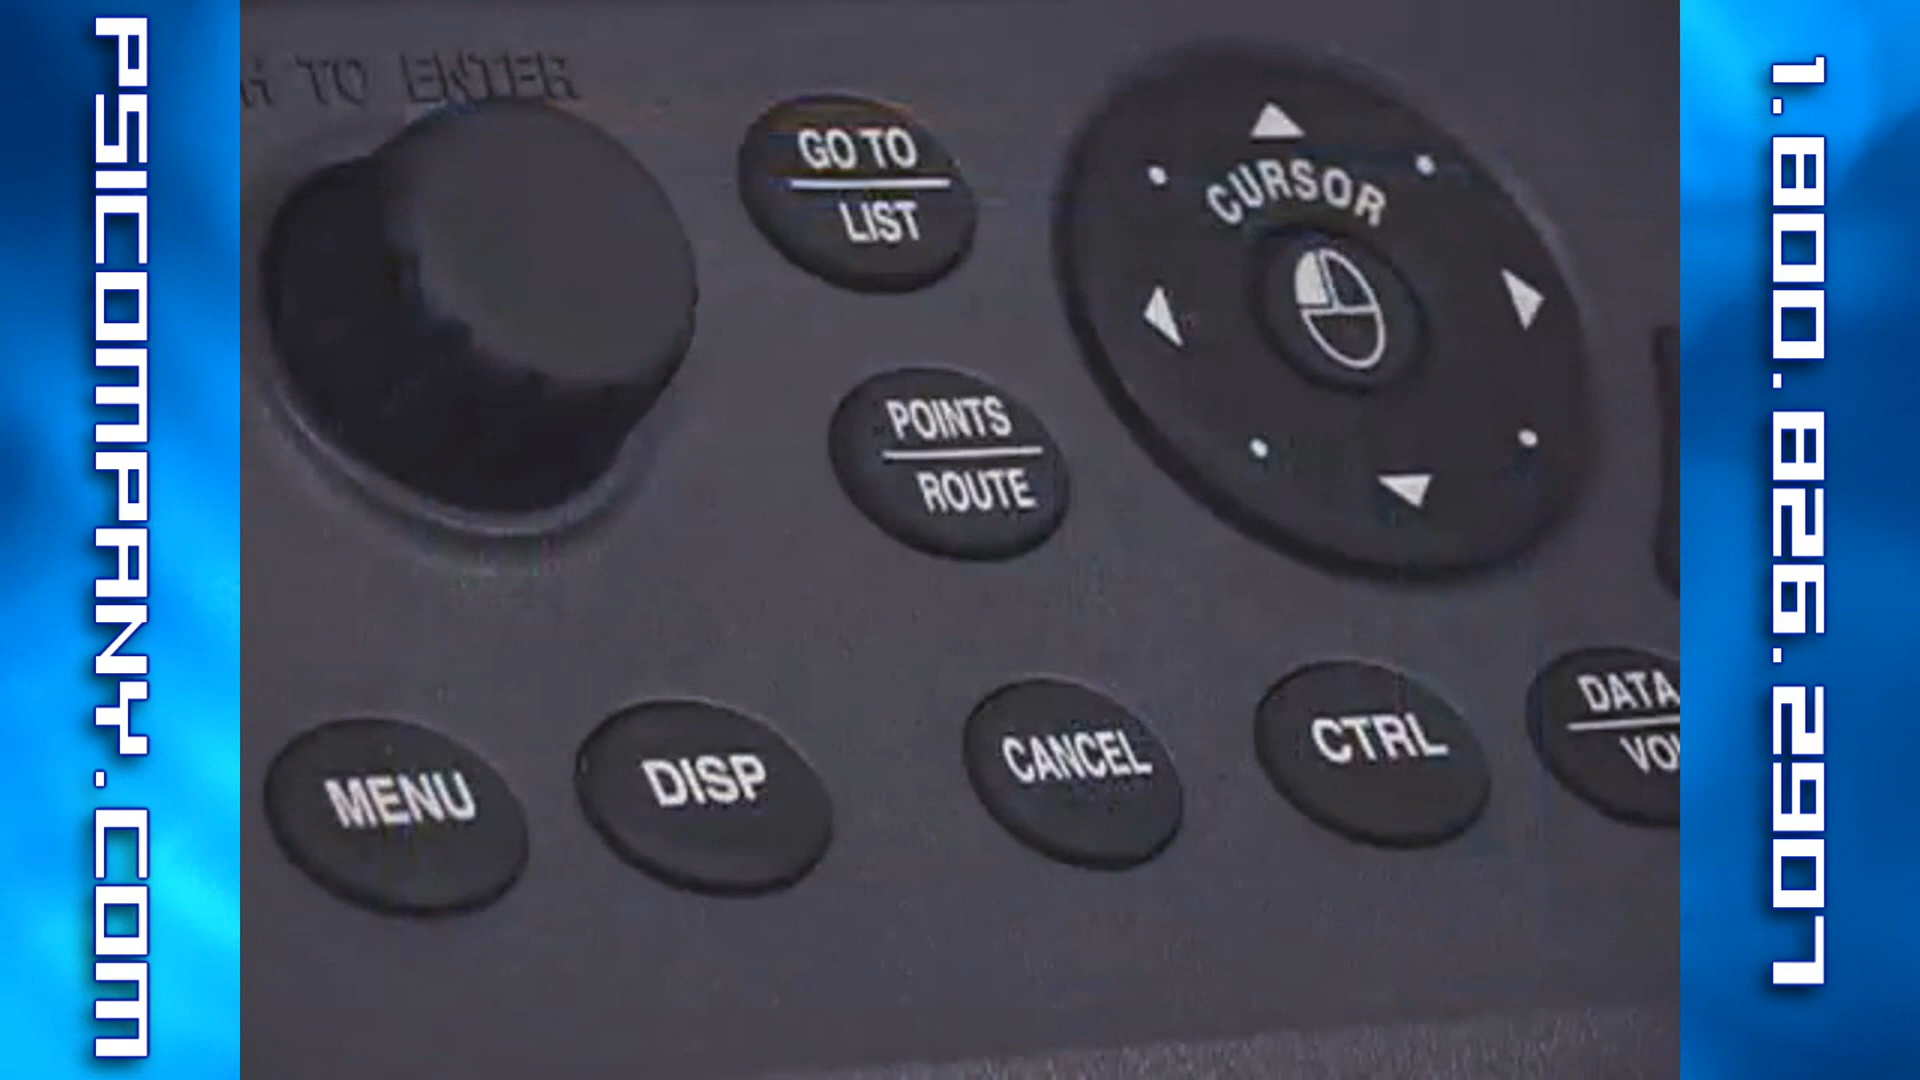 PSICOMPANY.COM
TO ENTER
GO TO
LIST
CURSOR
POINTS
ROUTE
MENU
DISP
CANCEL
CTRL
DATA
1.800.826.2907